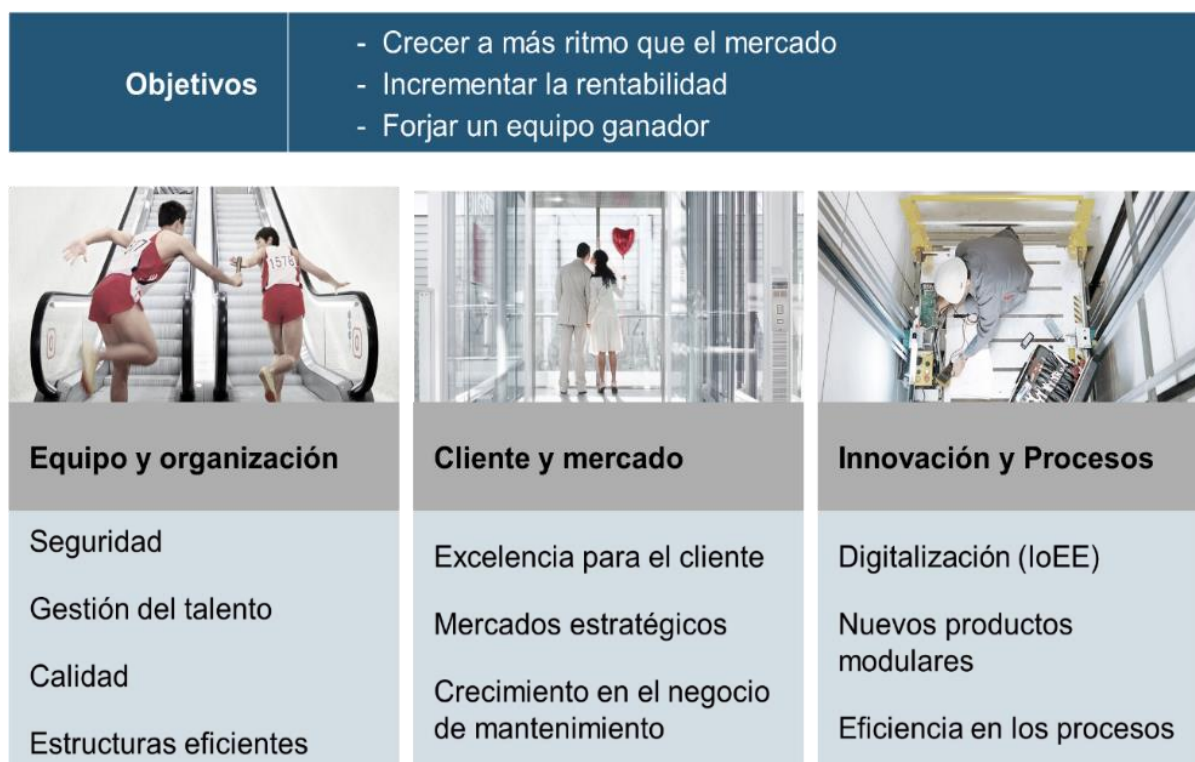 Objetivos
- Crecer a más ritmo que el mercado
- Incrementar la rentabilidad
- Forjar un equipo ganador
1576
Equipo y organización
Seguridad
Gestión del talento
Calidad
Estructuras eficientes
Cliente y mercado
Excelencia para el cliente
Mercados estratégicos
Crecimiento en el negocio
de mantenimiento
Innovación y Procesos
Digitalización (IoEE)
Nuevos productos
modulares
Eficiencia en los procesos